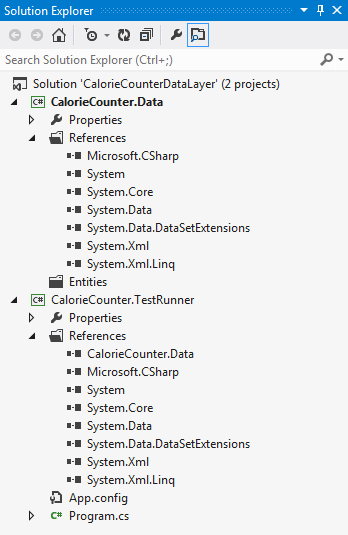 Solution Explorer
Search Solution Explorer (Ctrl+;)
Solution 'CalorieCounterDataLayer' (2 projects)
C# CalorieCounter.Data
Properties
References
Microsoft.CSharp
System
System.Core
System.Data
System.Data.DataSetExtensions
System.Xml
System.Xml.Linq
Entities
C# CalorieCounter.TestRunner
Properties
References
CalorieCounter.Data
Microsoft.CSharp
System
System.Core
System.Data
System.Data.DataSetExtensions
System.Xml
System.Xml.Linq
App.config
C# Program.cs